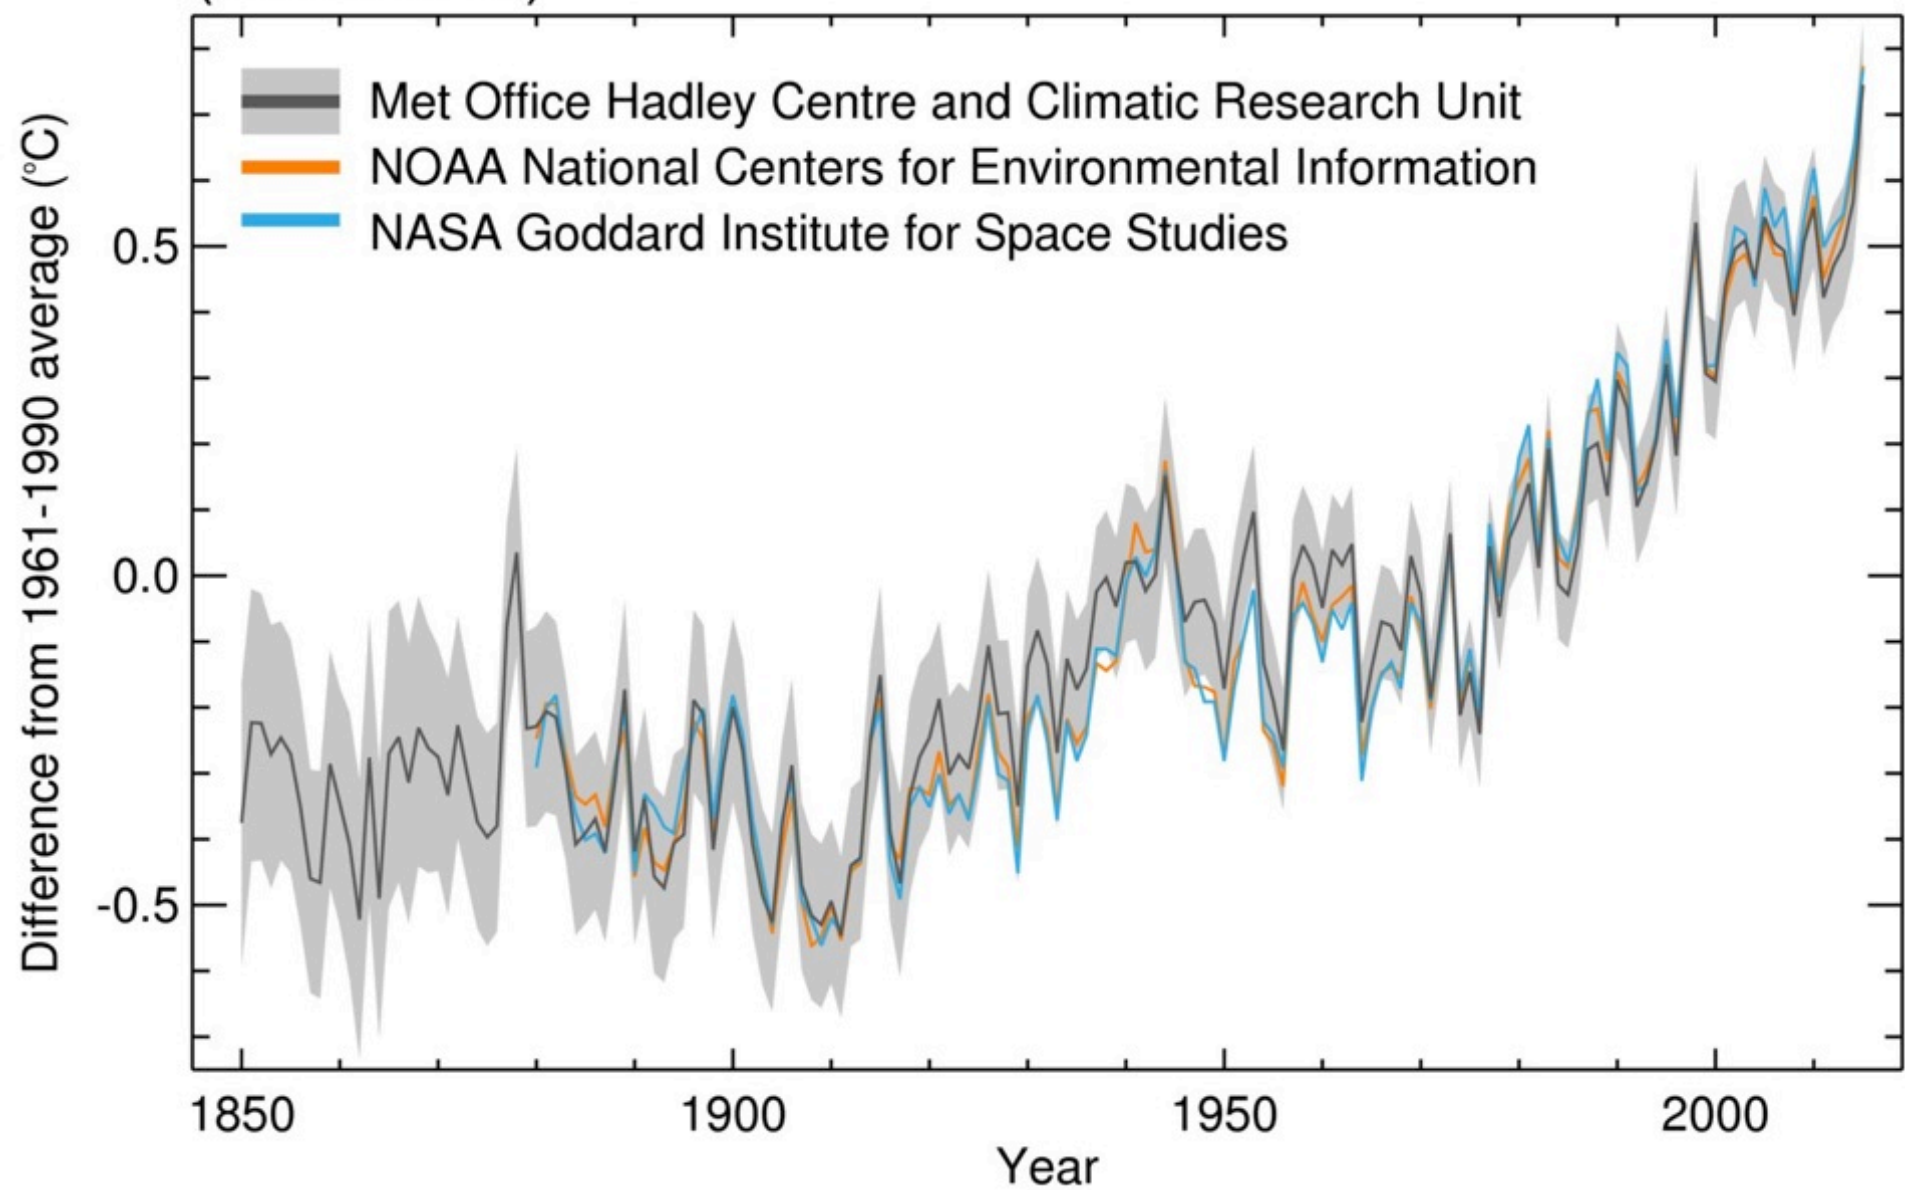 Met Office Hadley Centre and Climatic Research Unit
NOAA National Centers for Environmental Information
NASA Goddard Institute for Space Studies
Difference from 1961-1990 average (°C)
0.5
0.0
-0.5
1850 1900 1950 2000
Year